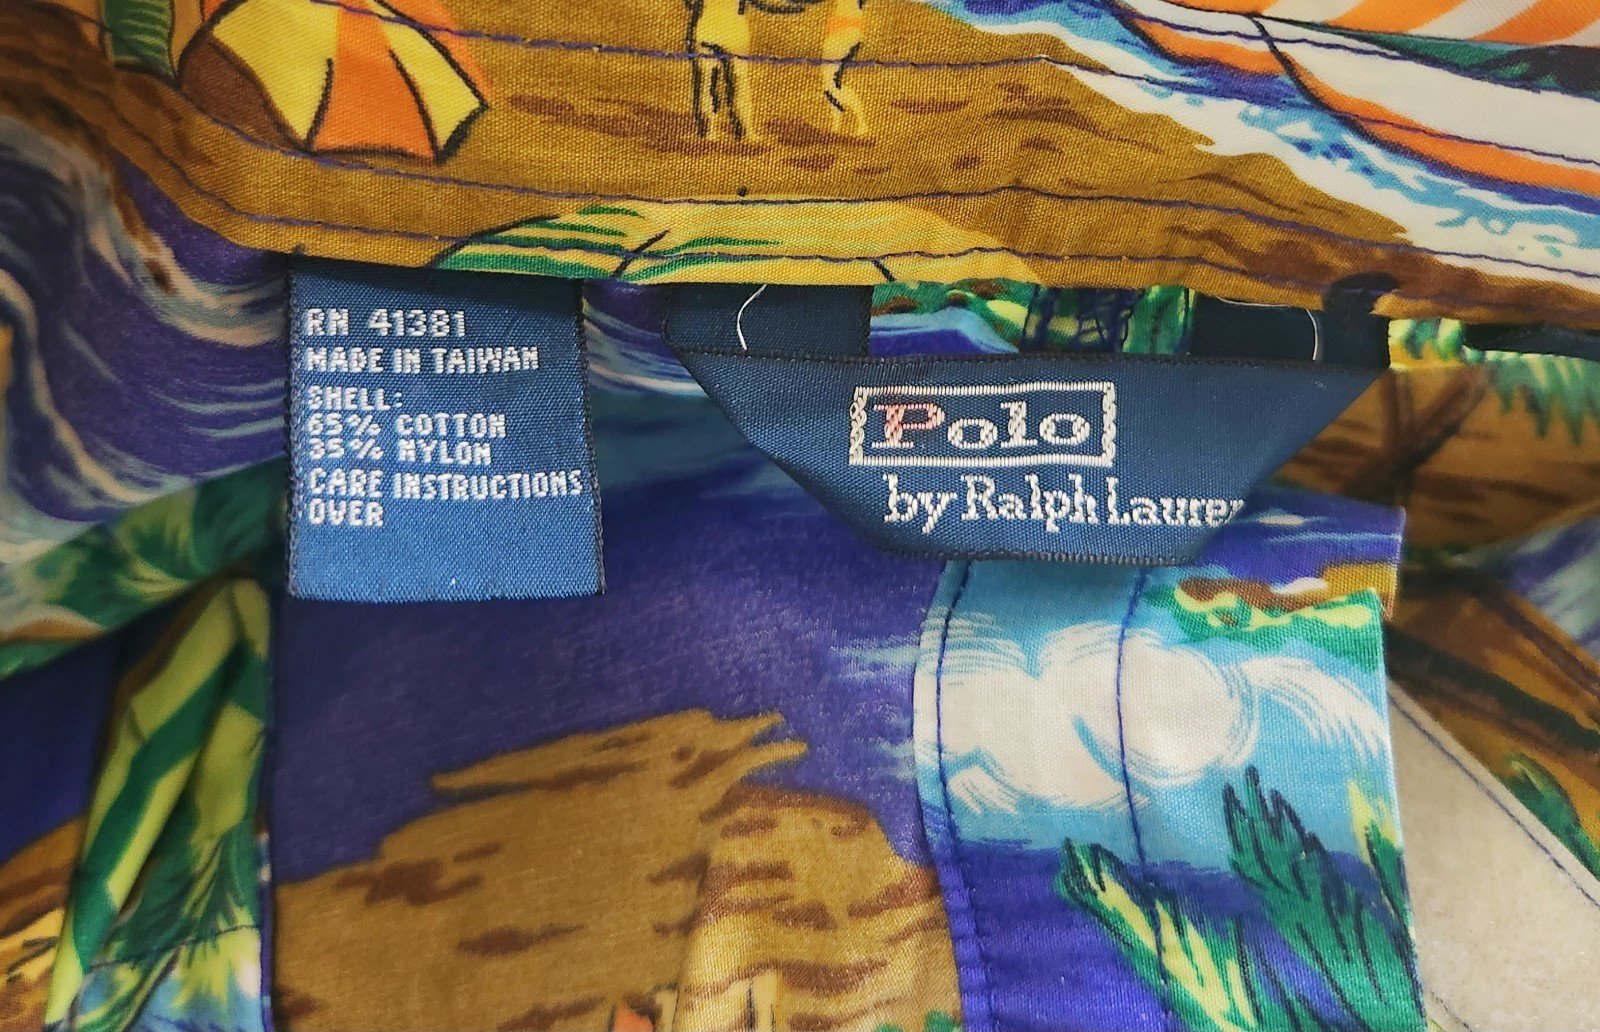 RN 41381
MADE IN TAIWAN
SHELL:
65% COTTON
35% NYLON
CARE INSTRUCTIONS
OVER
Polo
by Ralph Lauren